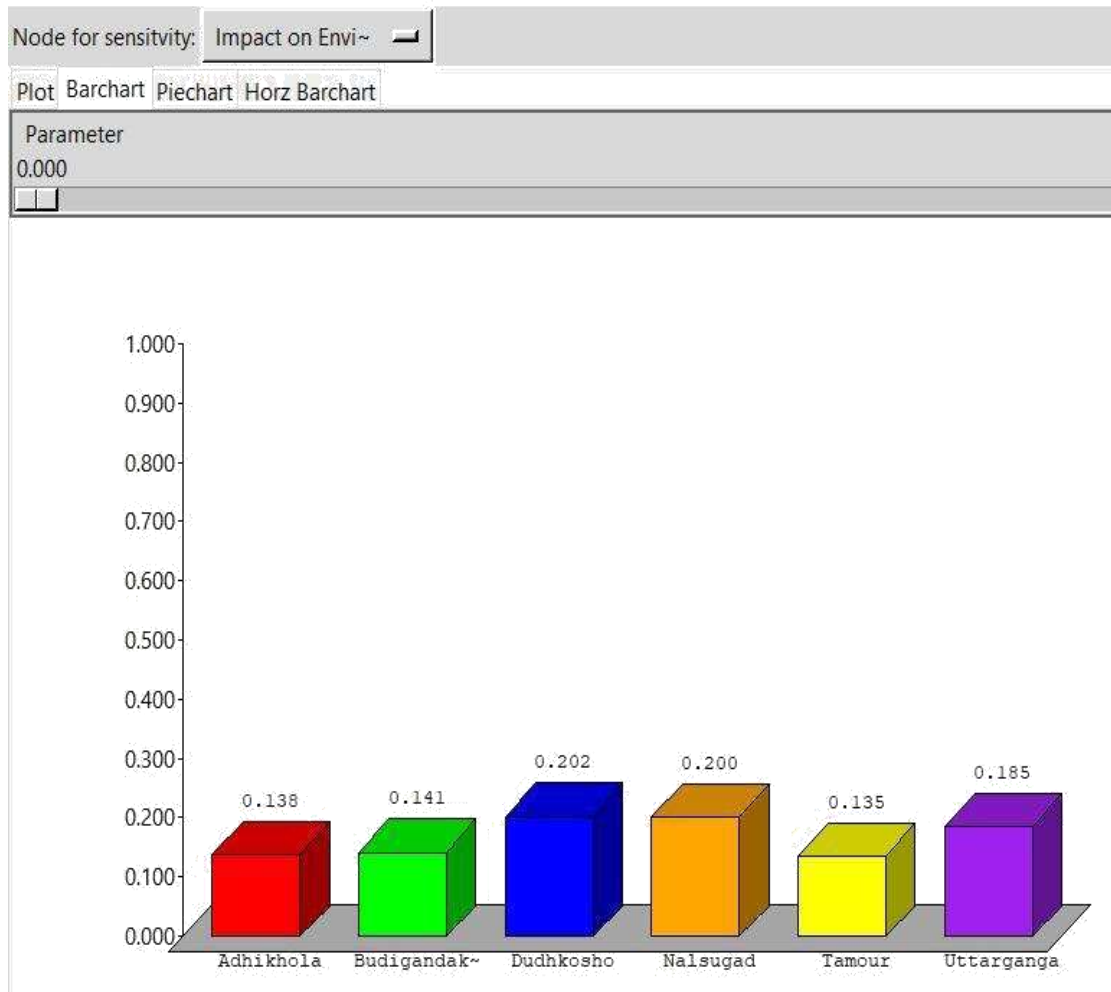 Node for sensitvity: Impact on Envi~
Plot Barchart Piechart Horz Barchart
Parameter
0.000
1.000
0.900
0.800
0.700
0.600
0.500
0.400
0.300
0.200
0.100
0.000
0.138 0.141 0.202 0.200 0.135 0.185
Adhikhola Budigandak~ Dudhkosho Nalsugad Tamour Uttarganga